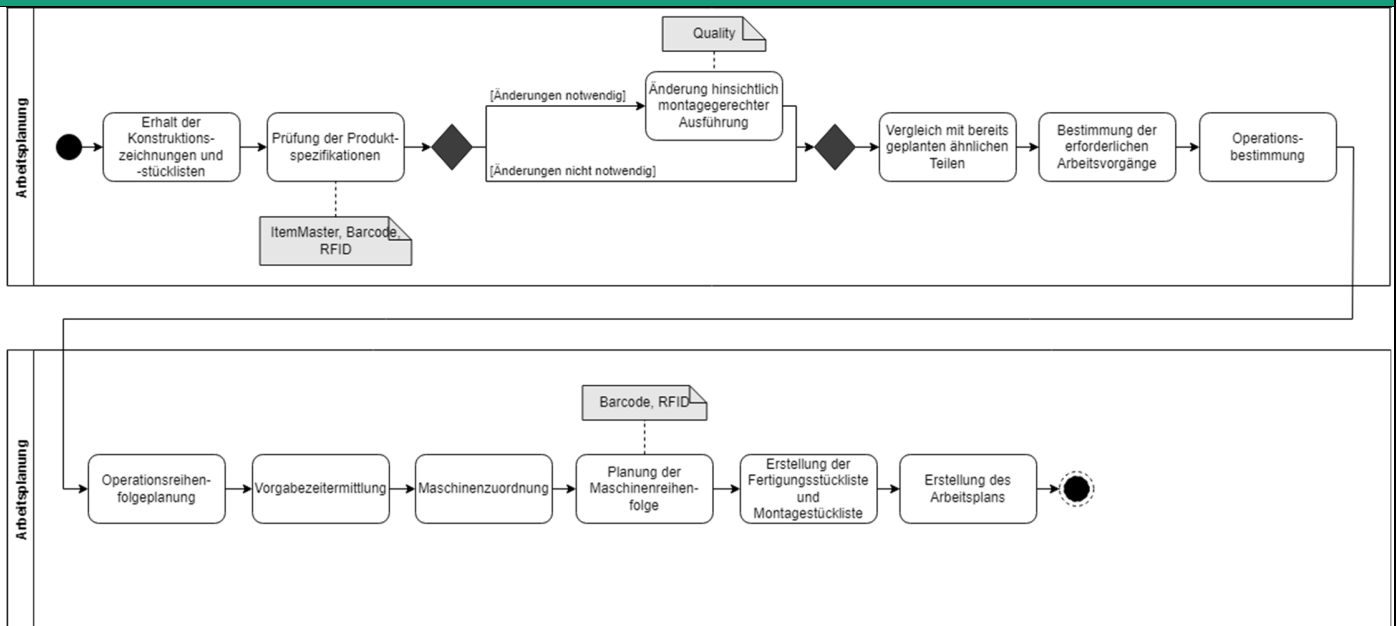 Arbeitsplanung
Erhalt der
Konstruktions-
zeichnungen und
-stücklisten
Prüfung der Produkt-
spezifikationen
ItemMaster, Barcode,
RFID
[Änderungen notwendig]
[Änderungen nicht notwendig]
Quality
Änderung hinsichtlich
montagegerechter
Ausführung
Vergleich mit bereits
geplanten ähnlichen
Teilen
Bestimmung der
erforderlichen
Arbeitsvorgänge
Operations-
bestimmung
Arbeitsplanung
Operationsreihen-
folgeplanung
Vorgabezeitermittlung
Maschinenzuordnung
Barcode, RFID
Planung der
Maschinenreihen-
folge
Erstellung der
Fertigungsstückliste
und
Montagestückliste
Erstellung des
Arbeitsplans